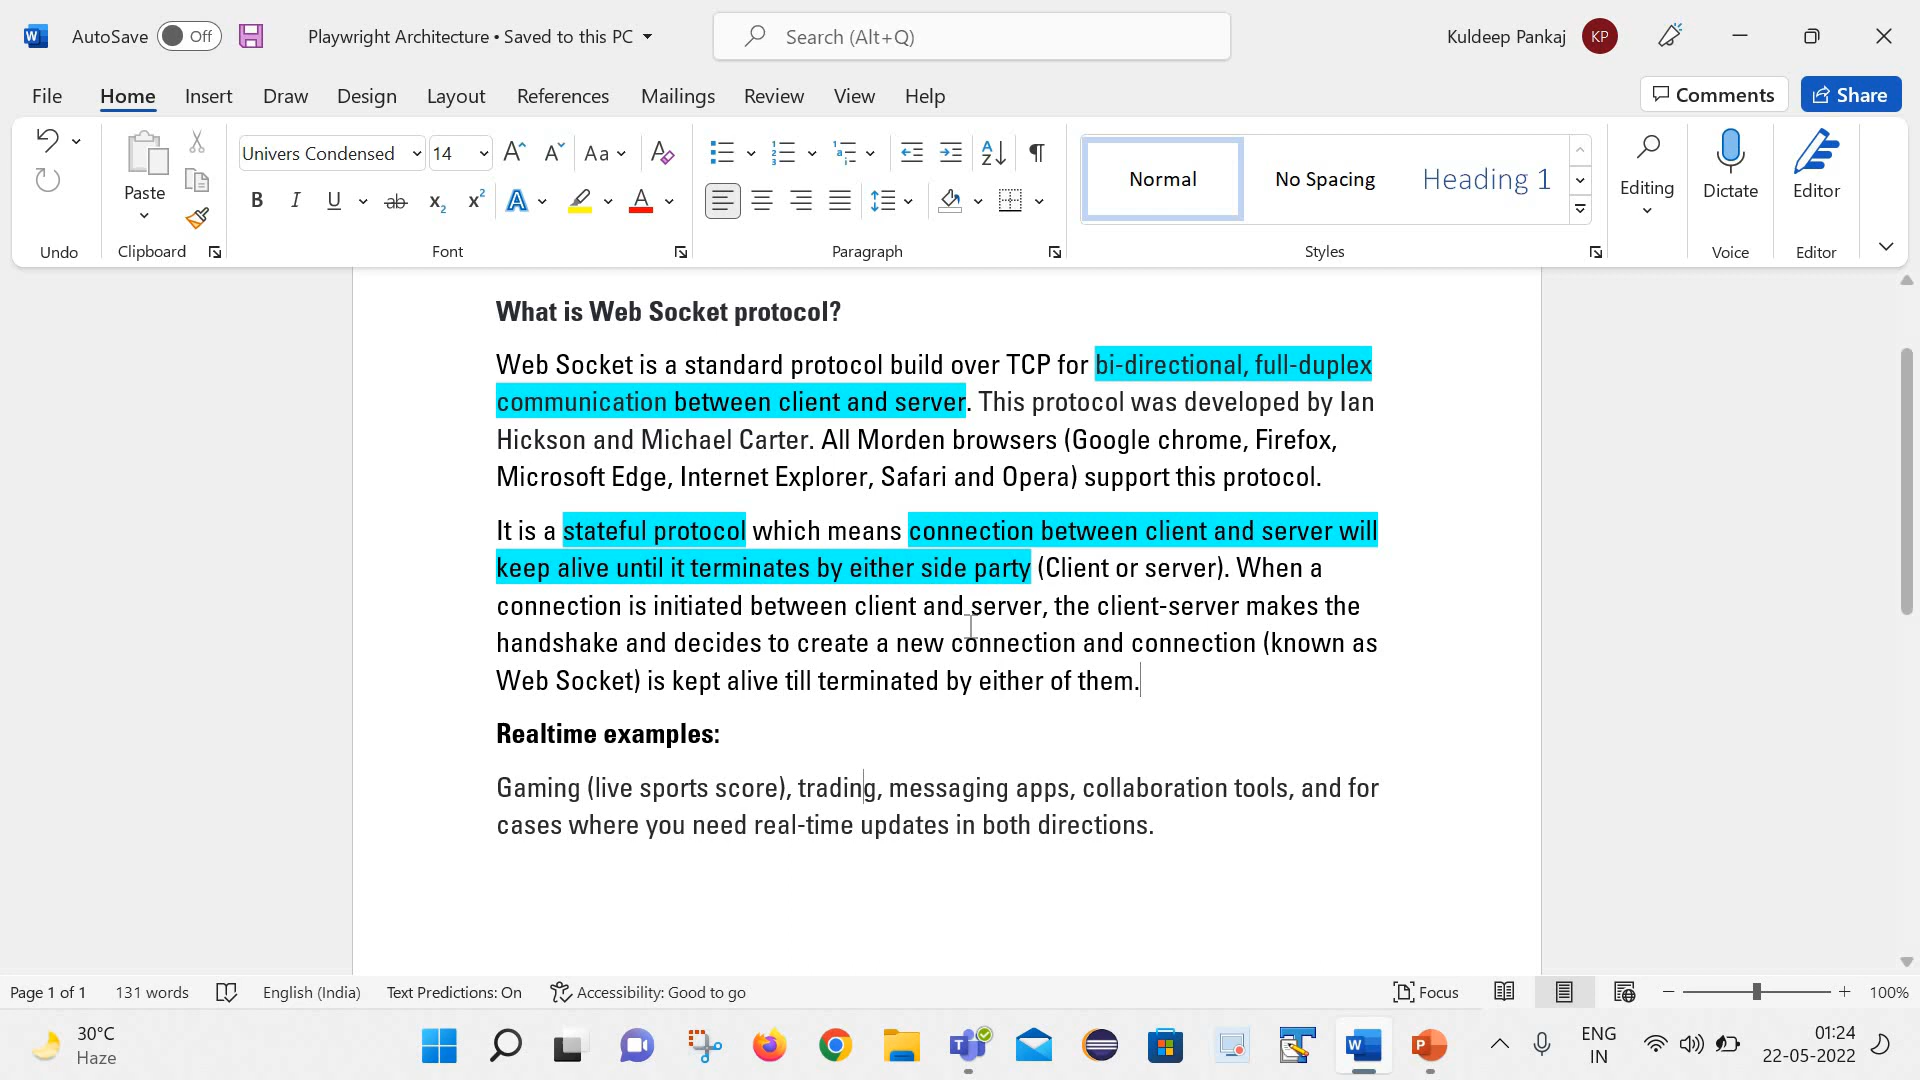 AutoSave Off Playwright Architecture • Saved to this PC Search (Alt+Q) Kuldeep Pankaj KP
File Home Insert Draw Design Layout References Mailings Review View Help Comments Share
Univers Condensed 14 Aa
Paste
Normal No Spacing Heading 1
Editing Dictate Editor
Undo Clipboard Font Paragraph Styles Voice Editor
What is Web Socket protocol?
Web Socket is a standard protocol build over TCP for bi-directional, full-duplex
communication between client and server. This protocol was developed by Ian
Hickson and Michael Carter. All Morden browsers (Google chrome, Firefox,
Microsoft Edge, Internet Explorer, Safari and Opera) support this protocol.
It is a stateful protocol which means connection between client and server will
keep alive until it terminates by either side party (Client or server). When a
connection is initiated between client and server, the client-server makes the
handshake and decides to create a new connection and connection (known as
Web Socket) is kept alive till terminated by either of them.
Realtime examples:
Gaming (live sports score), trading, messaging apps, collaboration tools, and for
cases where you need real-time updates in both directions.
Page 1 of 1 131 words English (India) Text Predictions: On Accessibility: Good to go Focus 100%
30°C
Haze
ENG
IN
01:24
22-05-2022